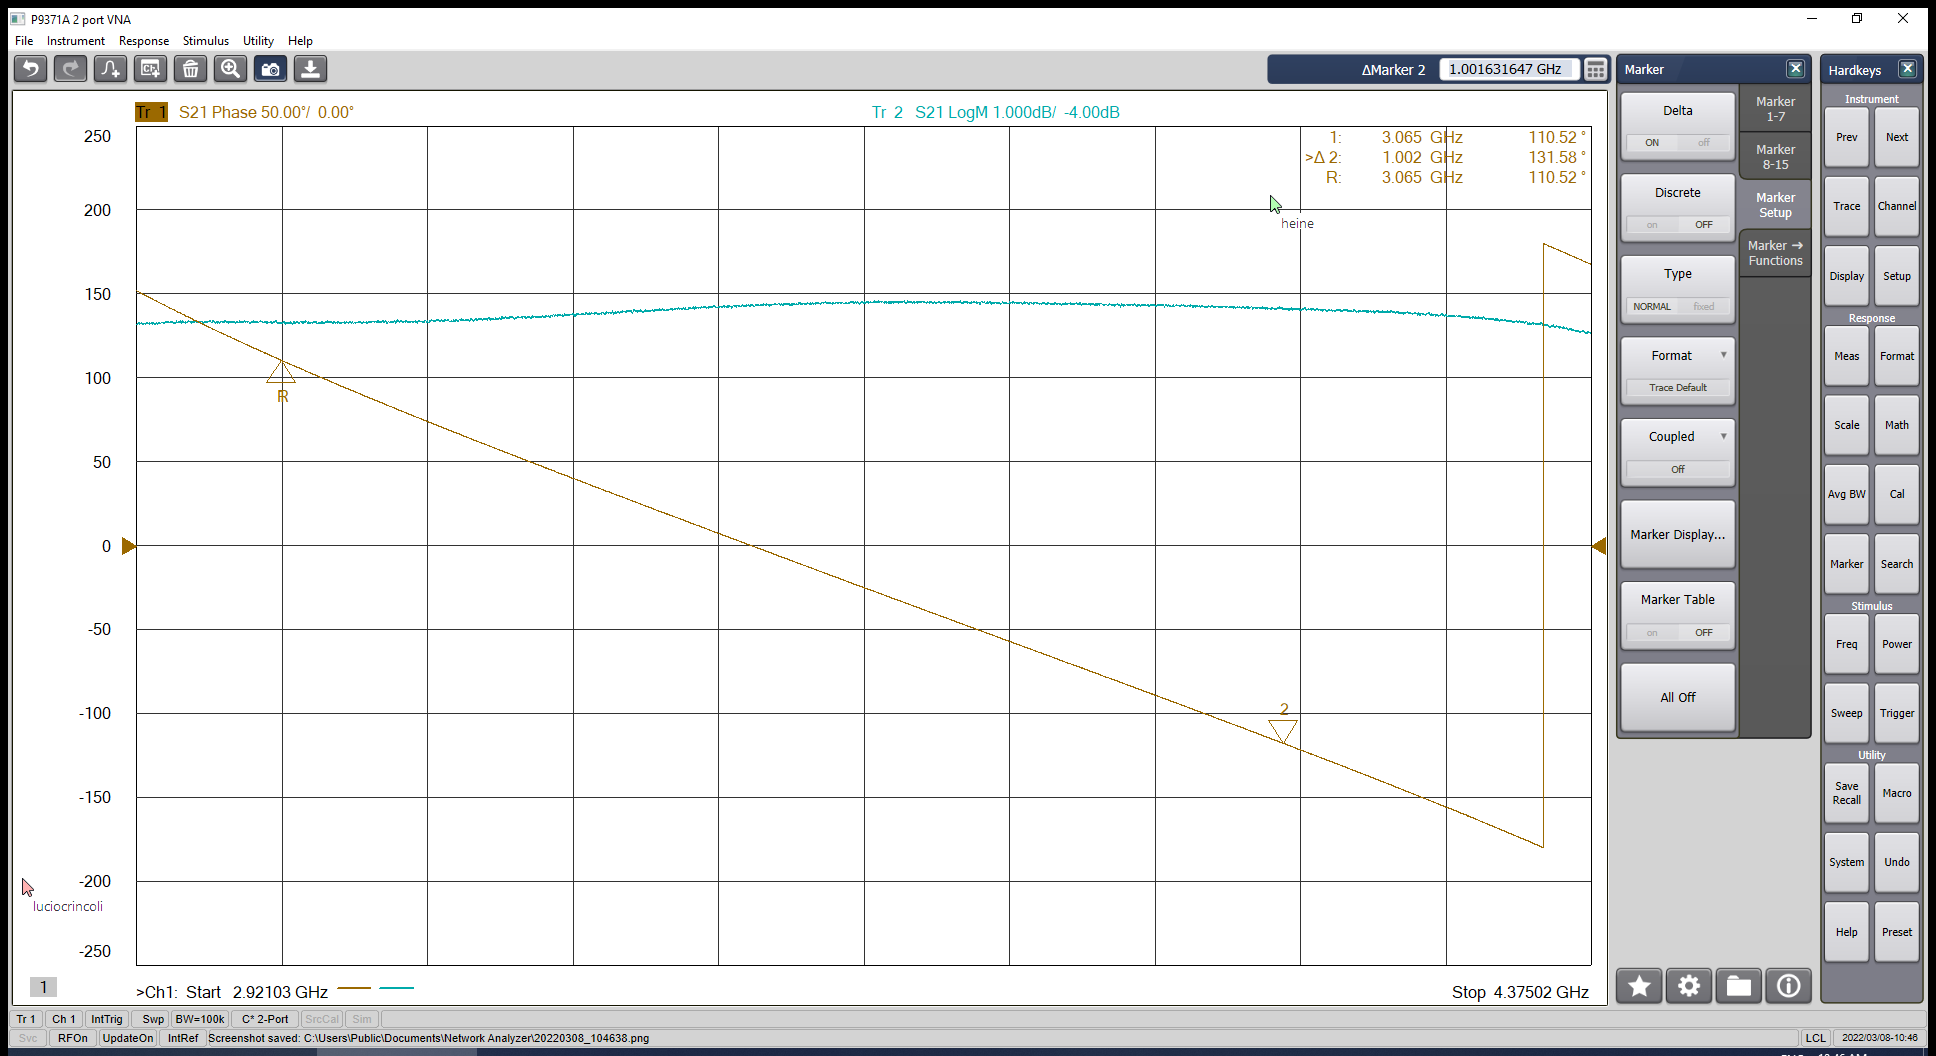 P9371A 2 port VNA
File Instrument Response Stimulus Utility Help
ΔMarker 2 1.001631647 GHz
Tr 1 S21 Phase 50.00°/ 0.00°
Tr 2 S21 LogM 1.000dB/ -4.00dB
1: 3.065 GHz 110.52 °
>Δ 2: 1.002 GHz 131.58 °
R: 3.065 GHz 110.52 °
heine
250
200
150
100
50
0
-50
-100
-150
-200
-250
R
2
luciocrincoli
1
>Ch1: Start 2.92103 GHz
Stop 4.37502 GHz
Marker
Delta
ON off
Discrete
on OFF
Type
NORMAL fixed
Format
Trace Default
Coupled
Off
Marker Display...
Marker Table
on OFF
All Off
Marker
1-7
Marker
8-15
Marker
Setup
Marker →
Functions
Hardkeys
Instrument
Prev Next
Trace Channel
Display Setup
Response
Meas Format
Scale Math
Avg BW Cal
Marker Search
Stimulus
Freq Power
Sweep Trigger
Utility
Save
Recall
Macro
System Undo
Help Preset
Tr 1 Ch 1 IntTrig Swp BW=100k C* 2-Port SrcCal Sim
Svc RFOn UpdateOn IntRef Screenshot saved: C:\Users\Public\Documents\Network Analyzer\20220308_104638.png
LCL 2022/03/08-10:46